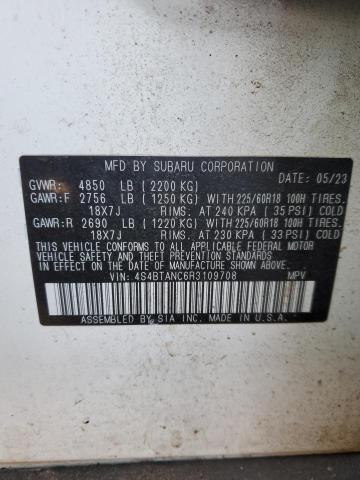 MFD BY SUBARU CORPORATION DATE: 05/23
GVWR: 4850 LB (2200 KG)
GAWR:F 2756 LB (1250 KG) WITH 225/60R18 100H TIRES.
18X7J RIMS. AT 240 KPA (35 PSI) COLD
GAWR:R 2690 LB (1220 KG) WITH 225/60R18 100H TIRES.
18X7J RIMS. AT 230 KPA (33 PSI) COLD
THIS VEHICLE CONFORMS TO ALL APPLICABLE FEDERAL MOTOR
VEHICLE SAFETY AND THEFT PREVENTION STANDARDS
IN EFFECT ON THE DATE OF MANUFACTURE SHOWN ABOVE.
VIN: 4S4BTANC6R3109708 MPV
ASSEMBLED BY SIA INC. MADE IN U.S.A.